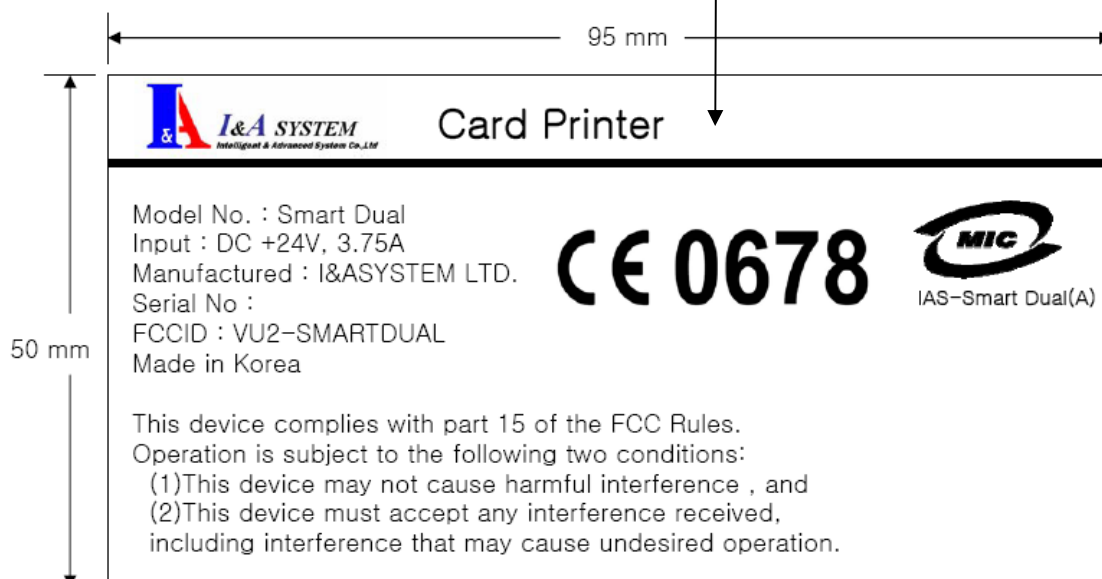 95 mm
I&A
I&A SYSTEM
Intelligent & Advanced System Co.,Ltd
Card Printer
Model No. : Smart Dual
Input : DC +24V, 3.75A
Manufactured : I&ASYSTEM LTD.
Serial No :
FCCID : VU2-SMARTDUAL
Made in Korea
CE 0678
MIC
IAS-Smart Dual(A)
50 mm
This device complies with part 15 of the FCC Rules.
Operation is subject to the following two conditions:
(1)This device may not cause harmful interference , and
(2)This device must accept any interference received,
including interference that may cause undesired operation.